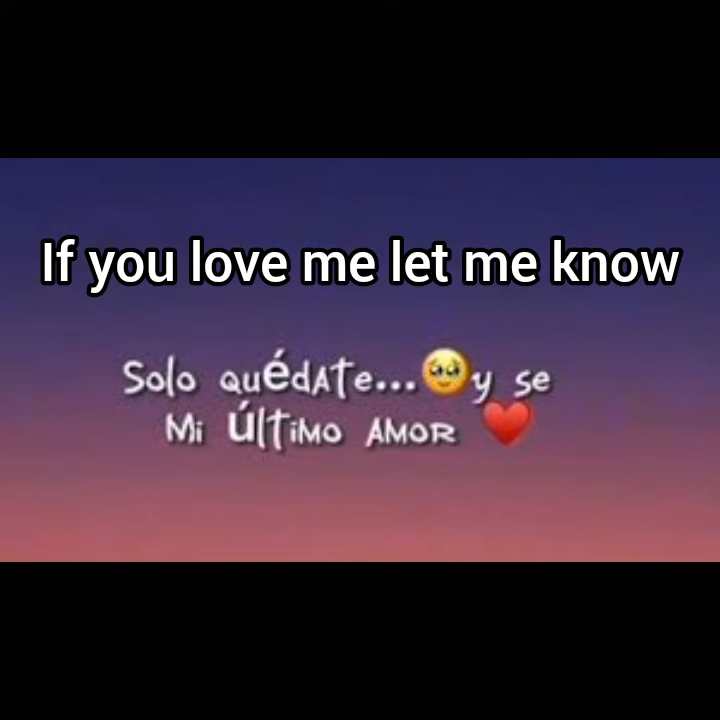 If you love me let me know
Solo quédate...🥹y se
Mi último amor ❤️